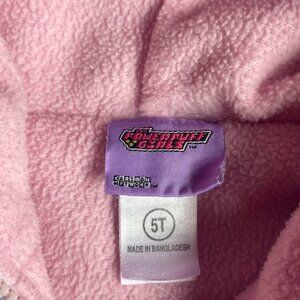 THE
POWERPUFF
GIRLS
CARTOON
NETWORK
5T
MADE IN BANGLADESH